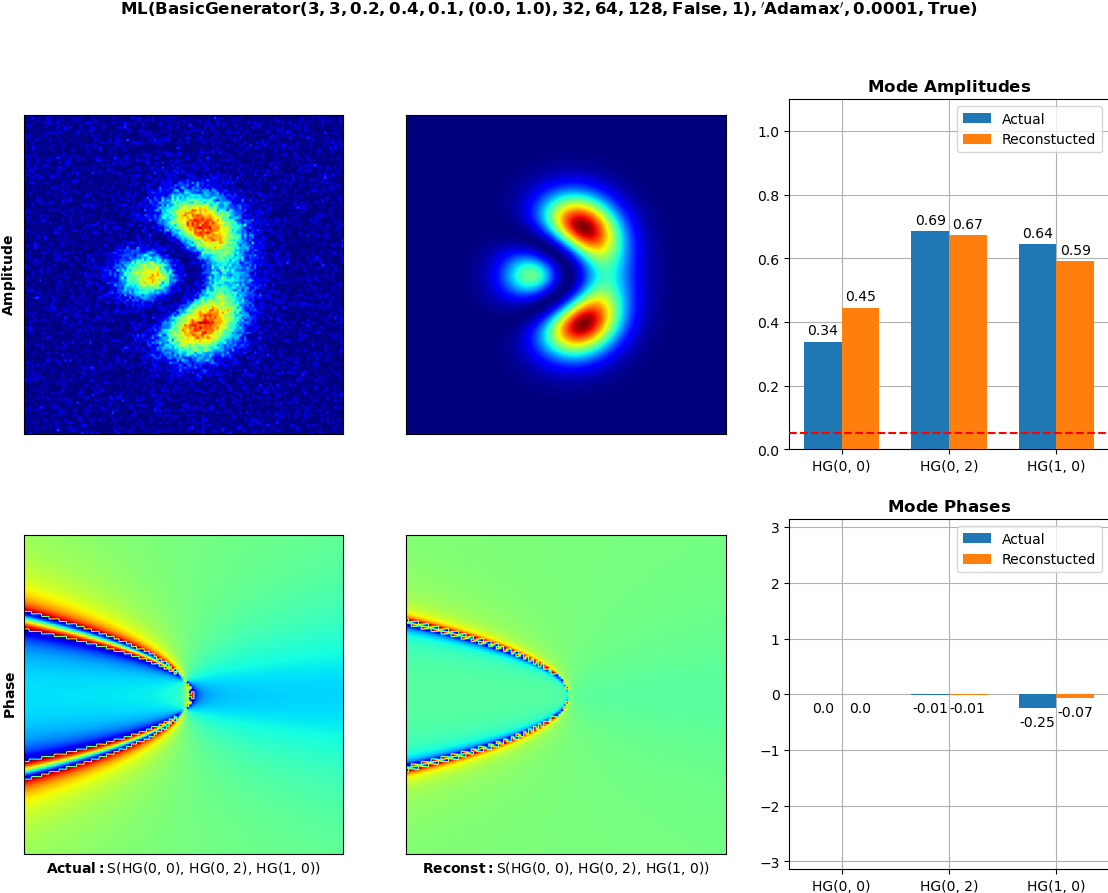 ML(BasicGenerator(3, 3, 0.2, 0.4, 0.1, (0.0, 1.0), 32, 64, 128, False, 1), ′Adamax′, 0.0001, True)
Amplitude
Mode Amplitudes
Actual
Reconstucted
1.0
0.8
0.6
0.4
0.2
0.0
0.34
0.45
0.69
0.67
0.64
0.59
HG(0, 0)
HG(0, 2)
HG(1, 0)
Phase
Actual: S(HG(0, 0), HG(0, 2), HG(1, 0))
Reconst: S(HG(0, 0), HG(0, 2), HG(1, 0))
Mode Phases
Actual
Reconstucted
3
2
1
0
−1
−2
−3
0.0
0.0
-0.01
-0.01
-0.25
-0.07
HG(0, 0)
HG(0, 2)
HG(1, 0)